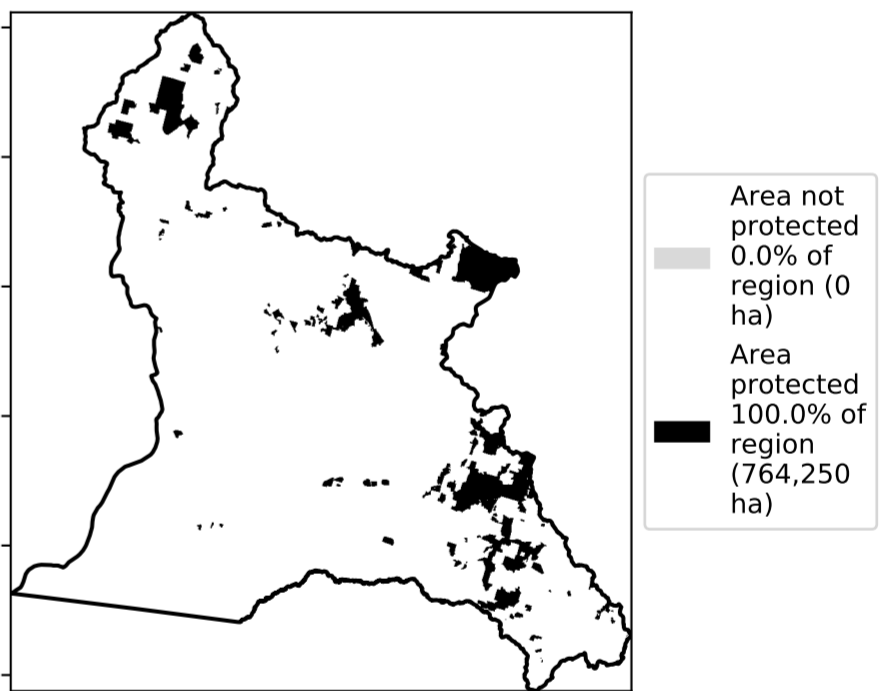 Area not
protected
0.0% of
region (0
ha)
Area
protected
100.0% of
region
(764,250
ha)